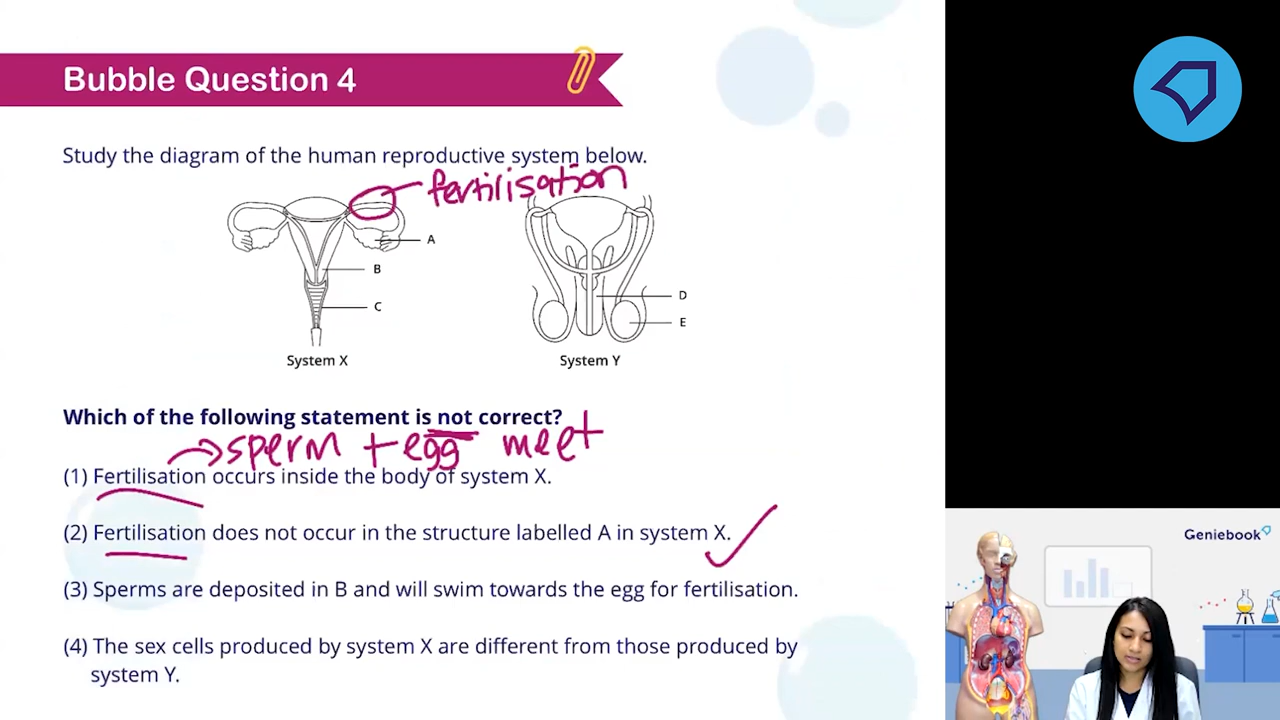 Bubble Question 4
Study the diagram of the human reproductive system below.
fertilisation
A
B
C
D
E
System X
System Y
Which of the following statement is not correct?
sperm + egg meet
(1) Fertilisation occurs inside the body of system X.
(2) Fertilisation does not occur in the structure labelled A in system X.
(3) Sperms are deposited in B and will swim towards the egg for fertilisation.
(4) The sex cells produced by system X are different from those produced by
system Y.
Geniebook